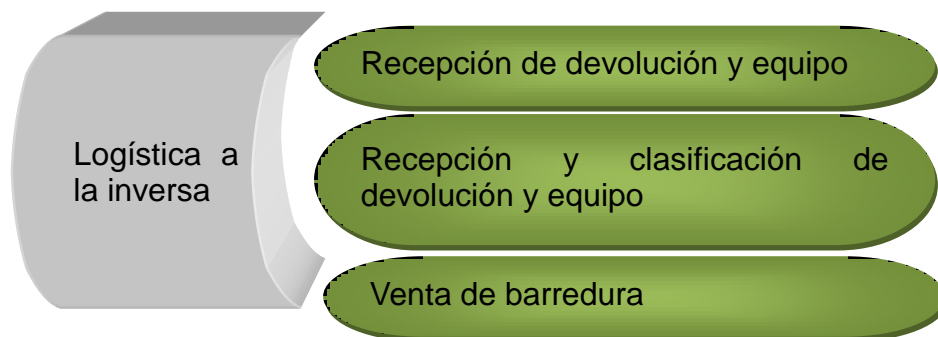 Logística a
la inversa
Recepción de devolución y equipo
Recepción y clasificación de
devolución y equipo
Venta de barredura